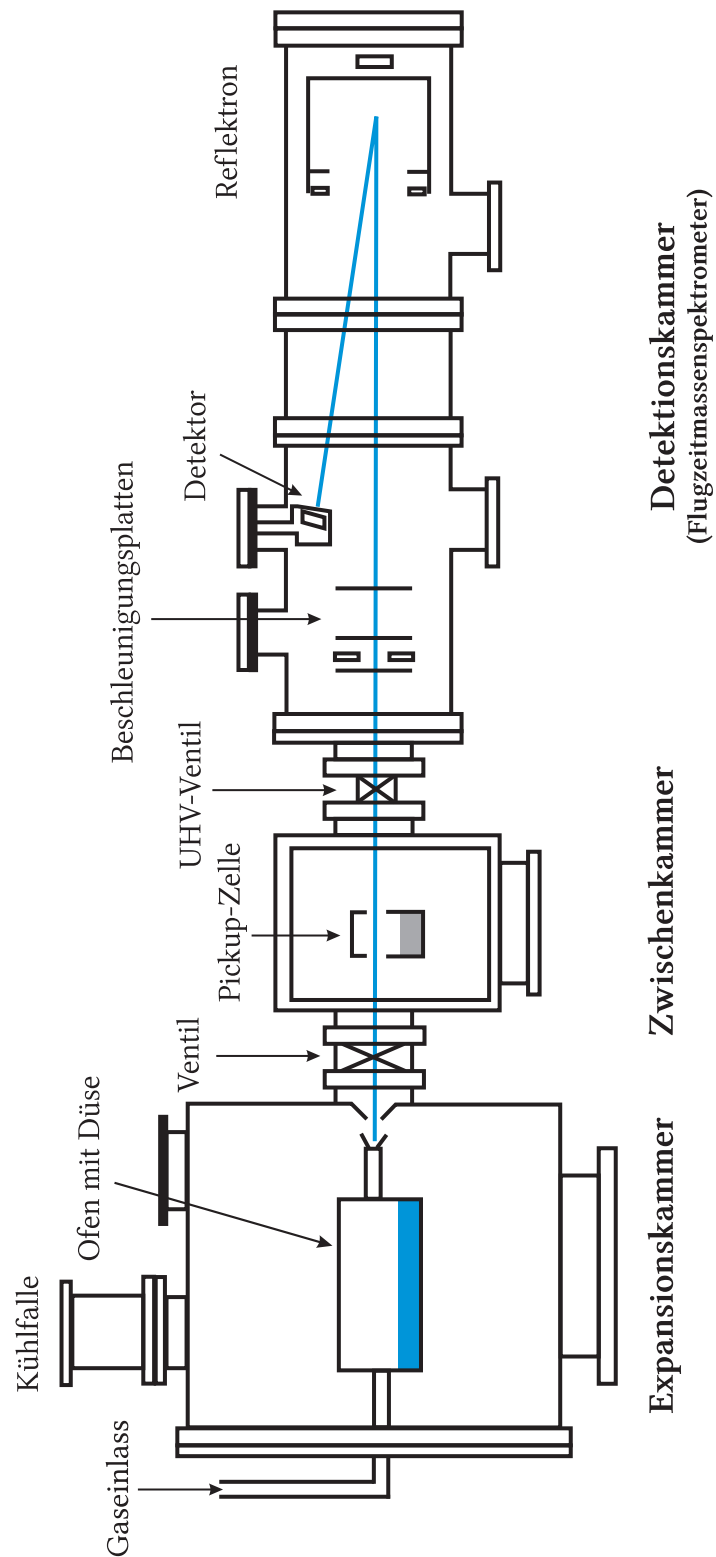 Gaseinlass
Kühlfalle
Ofen mit Düse
Ventil
Pickup-Zelle
UHV-Ventil
Beschleunigungsplatten
Detektor
Reflektron
Expansionskammer
Zwischenkammer
Detektionskammer
(Flugzeitmassenspektrometer)